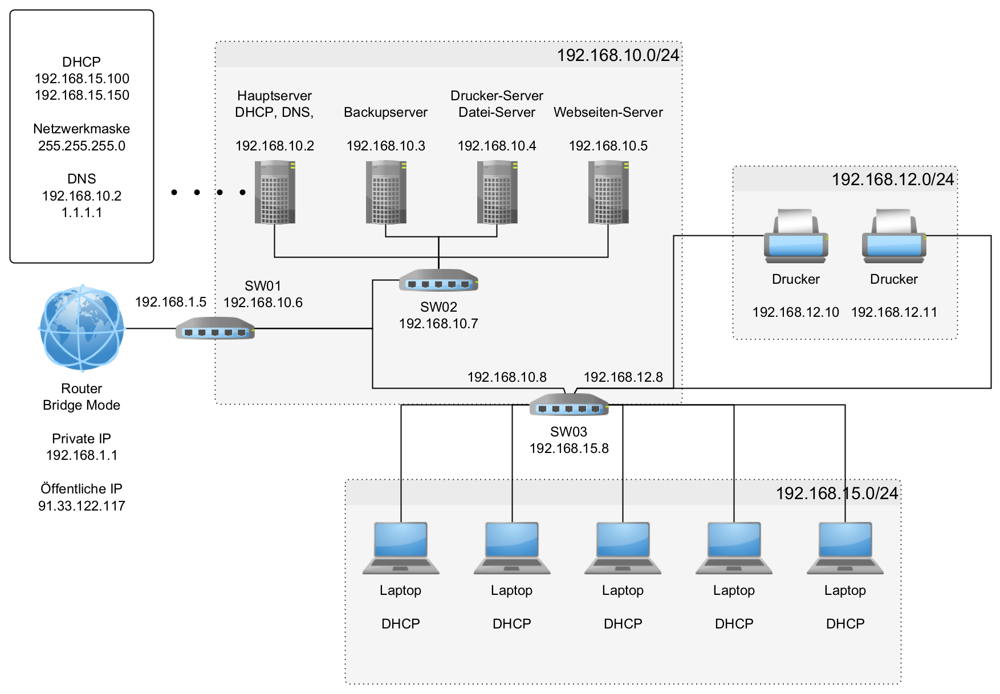 DHCP
192.168.15.100
192.168.15.150
Netzwerkmaske
255.255.255.0
DNS
192.168.10.2
1.1.1.1
192.168.10.0/24
Hauptserver
DHCP, DNS,
192.168.10.2
Backupserver
192.168.10.3
Drucker-Server
Datei-Server
192.168.10.4
Webseiten-Server
192.168.10.5
192.168.12.0/24
Drucker
192.168.12.10
Drucker
192.168.12.11
192.168.1.5
SW01
192.168.10.6
SW02
192.168.10.7
Router
Bridge Mode
Private IP
192.168.1.1
Öffentliche IP
91.33.122.117
192.168.10.8
192.168.12.8
SW03
192.168.15.8
192.168.15.0/24
Laptop
DHCP
Laptop
DHCP
Laptop
DHCP
Laptop
DHCP
Laptop
DHCP